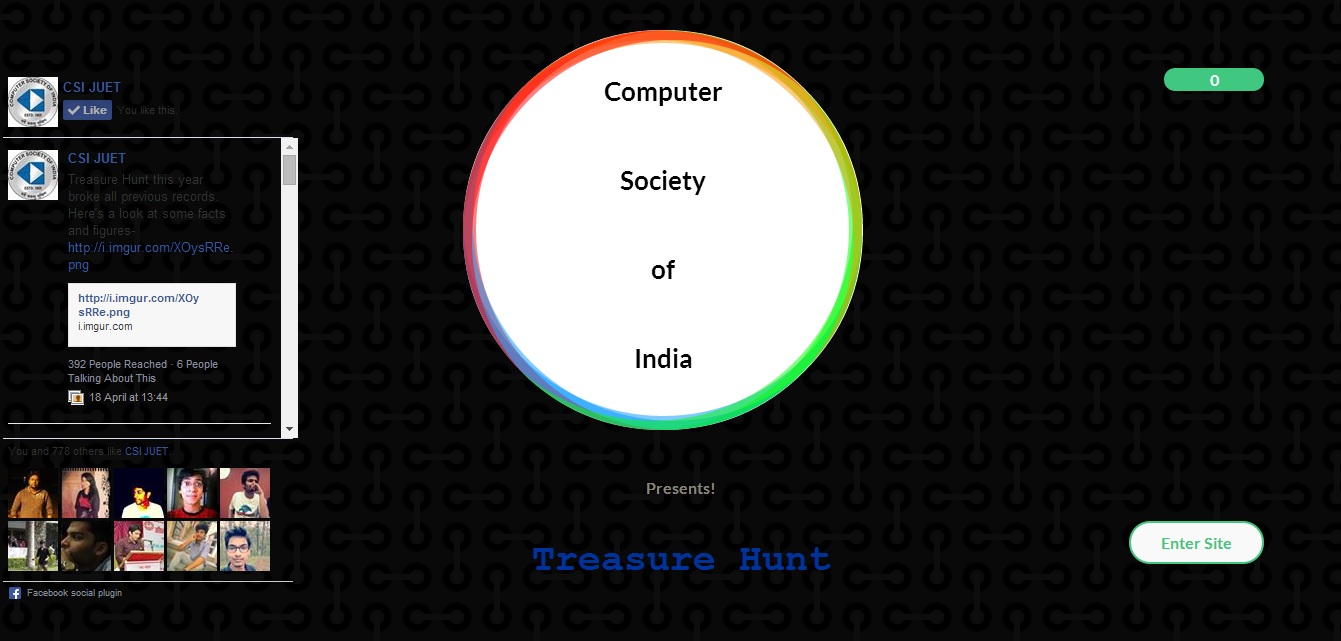 CSI JUET
Like You like this.
CSI JUET
Treasure Hunt this year
broke all previous records.
Here's a look at some facts
and figures-
http://i.imgur.com/XOysRRe.
png
http://i.imgur.com/XOy
sRRe.png
i.imgur.com
392 People Reached · 6 People
Talking About This
18 April at 13:44
You and 778 others like CSI JUET.
Facebook social plugin
Computer
Society
of
India
Presents!
Treasure Hunt
0
Enter Site